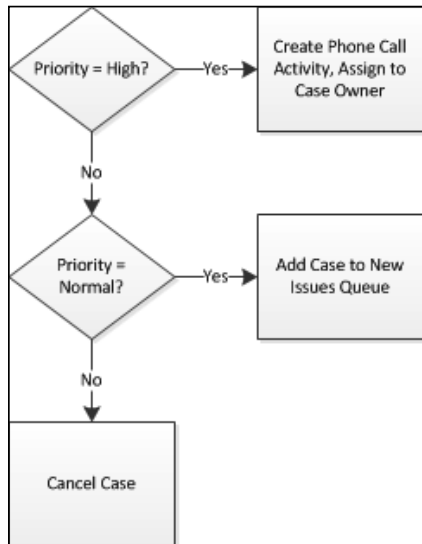 Priority = High?
Yes
Create Phone Call
Activity, Assign to
Case Owner
No
Priority =
Normal?
Yes
Add Case to New
Issues Queue
No
Cancel Case